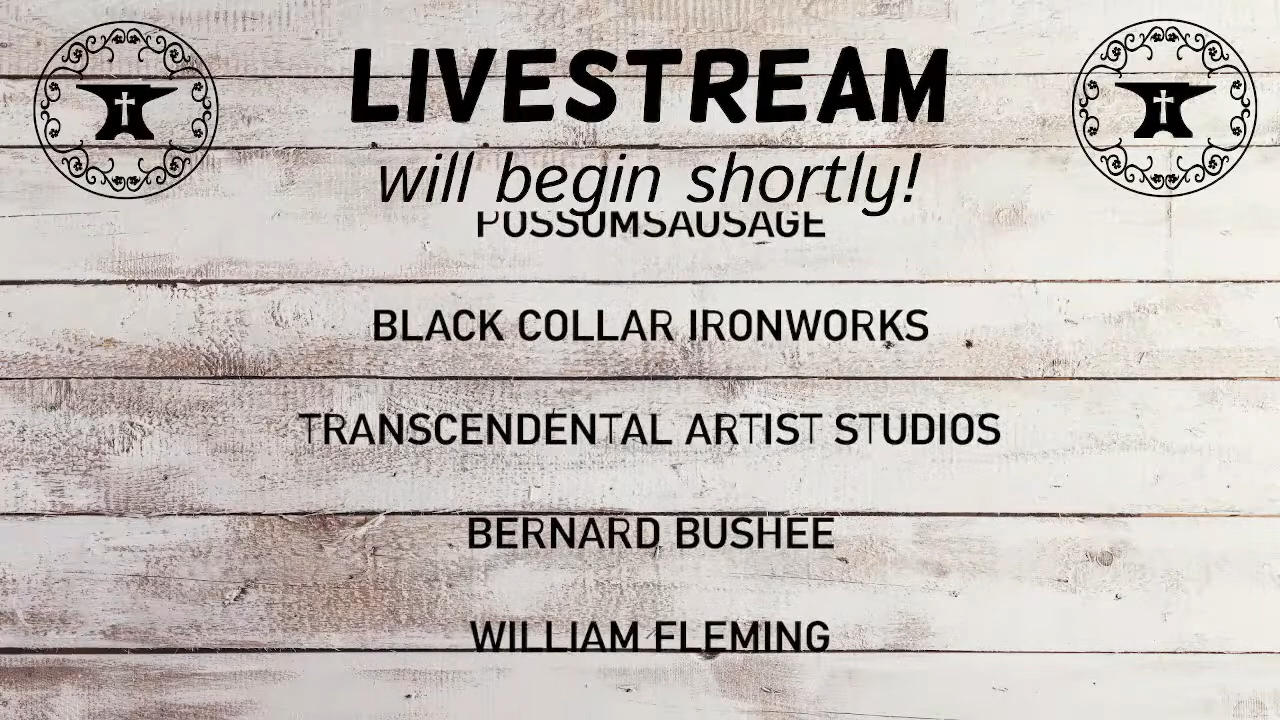 LIVESTREAM
will begin shortly!
POSSUMSAUSAGE
BLACK COLLAR IRONWORKS
TRANSCENDENTAL ARTIST STUDIOS
BERNARD BUSHEE
WILLIAM FLEMING